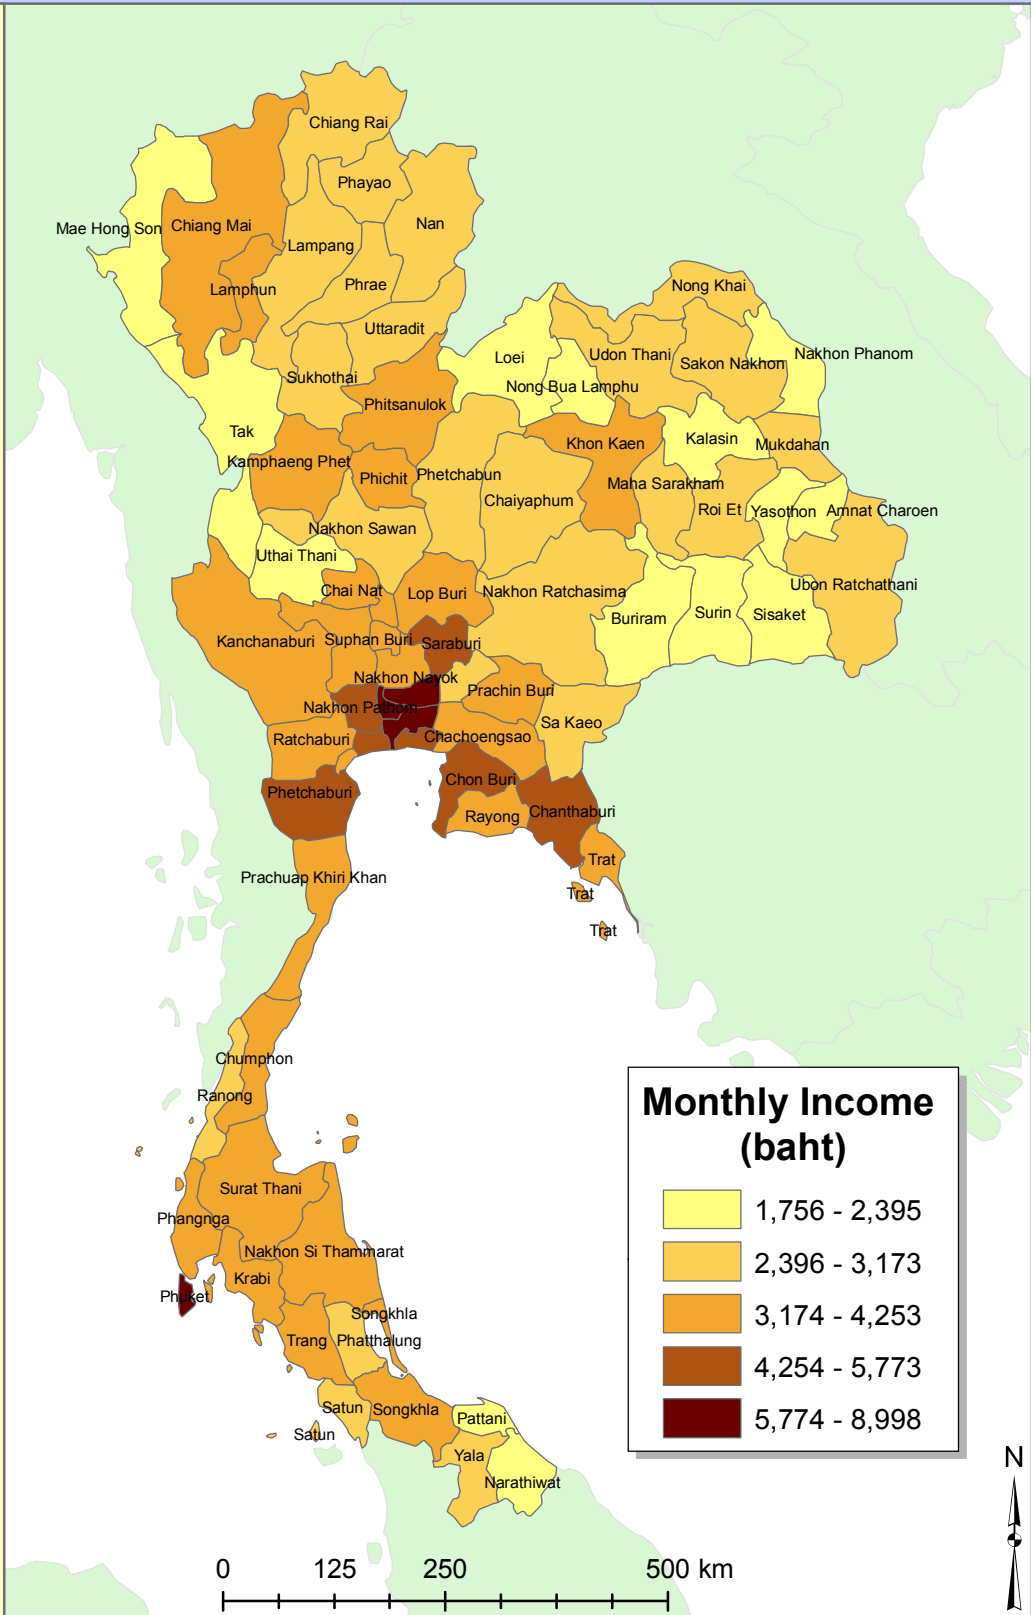 Chiang Rai
Phayao
Mae Hong Son
Chiang Mai
Nan
Lampang
Phrae
Lamphun
Nong Khai
Uttaradit
Loei
Udon Thani
Nakhon Phanom
Sakon Nakhon
Sukhothai
Nong Bua Lamphu
Phitsanulok
Tak
Khon Kaen
Kalasin
Mukdahan
Kamphaeng Phet
Phichit
Phetchabun
Maha Sarakham
Chaiyaphum
Roi Et
Yasothon
Amnat Charoen
Nakhon Sawan
Uthai Thani
Chai Nat
Lop Buri
Nakhon Ratchasima
Ubon Ratchathani
Buriram
Surin
Sisaket
Kanchanaburi
Suphan Buri
Saraburi
Nakhon Nayok
Prachin Buri
Nakhon Pathom
Sa Kaeo
Ratchaburi
Chachoengsao
Chon Buri
Phetchaburi
Rayong
Chanthaburi
Trat
Prachuap Khiri Khan
Trat
Trat
Chumphon
Ranong
Surat Thani
Phangnga
Nakhon Si Thammarat
Krabi
Phuket
Songkhla
Trang
Phatthalung
Satun
Songkhla
Pattani
Satun
Yala
Narathiwat
Monthly Income
(baht)
1,756 - 2,395
2,396 - 3,173
3,174 - 4,253
4,254 - 5,773
5,774 - 8,998
N
0 125 250 500 km